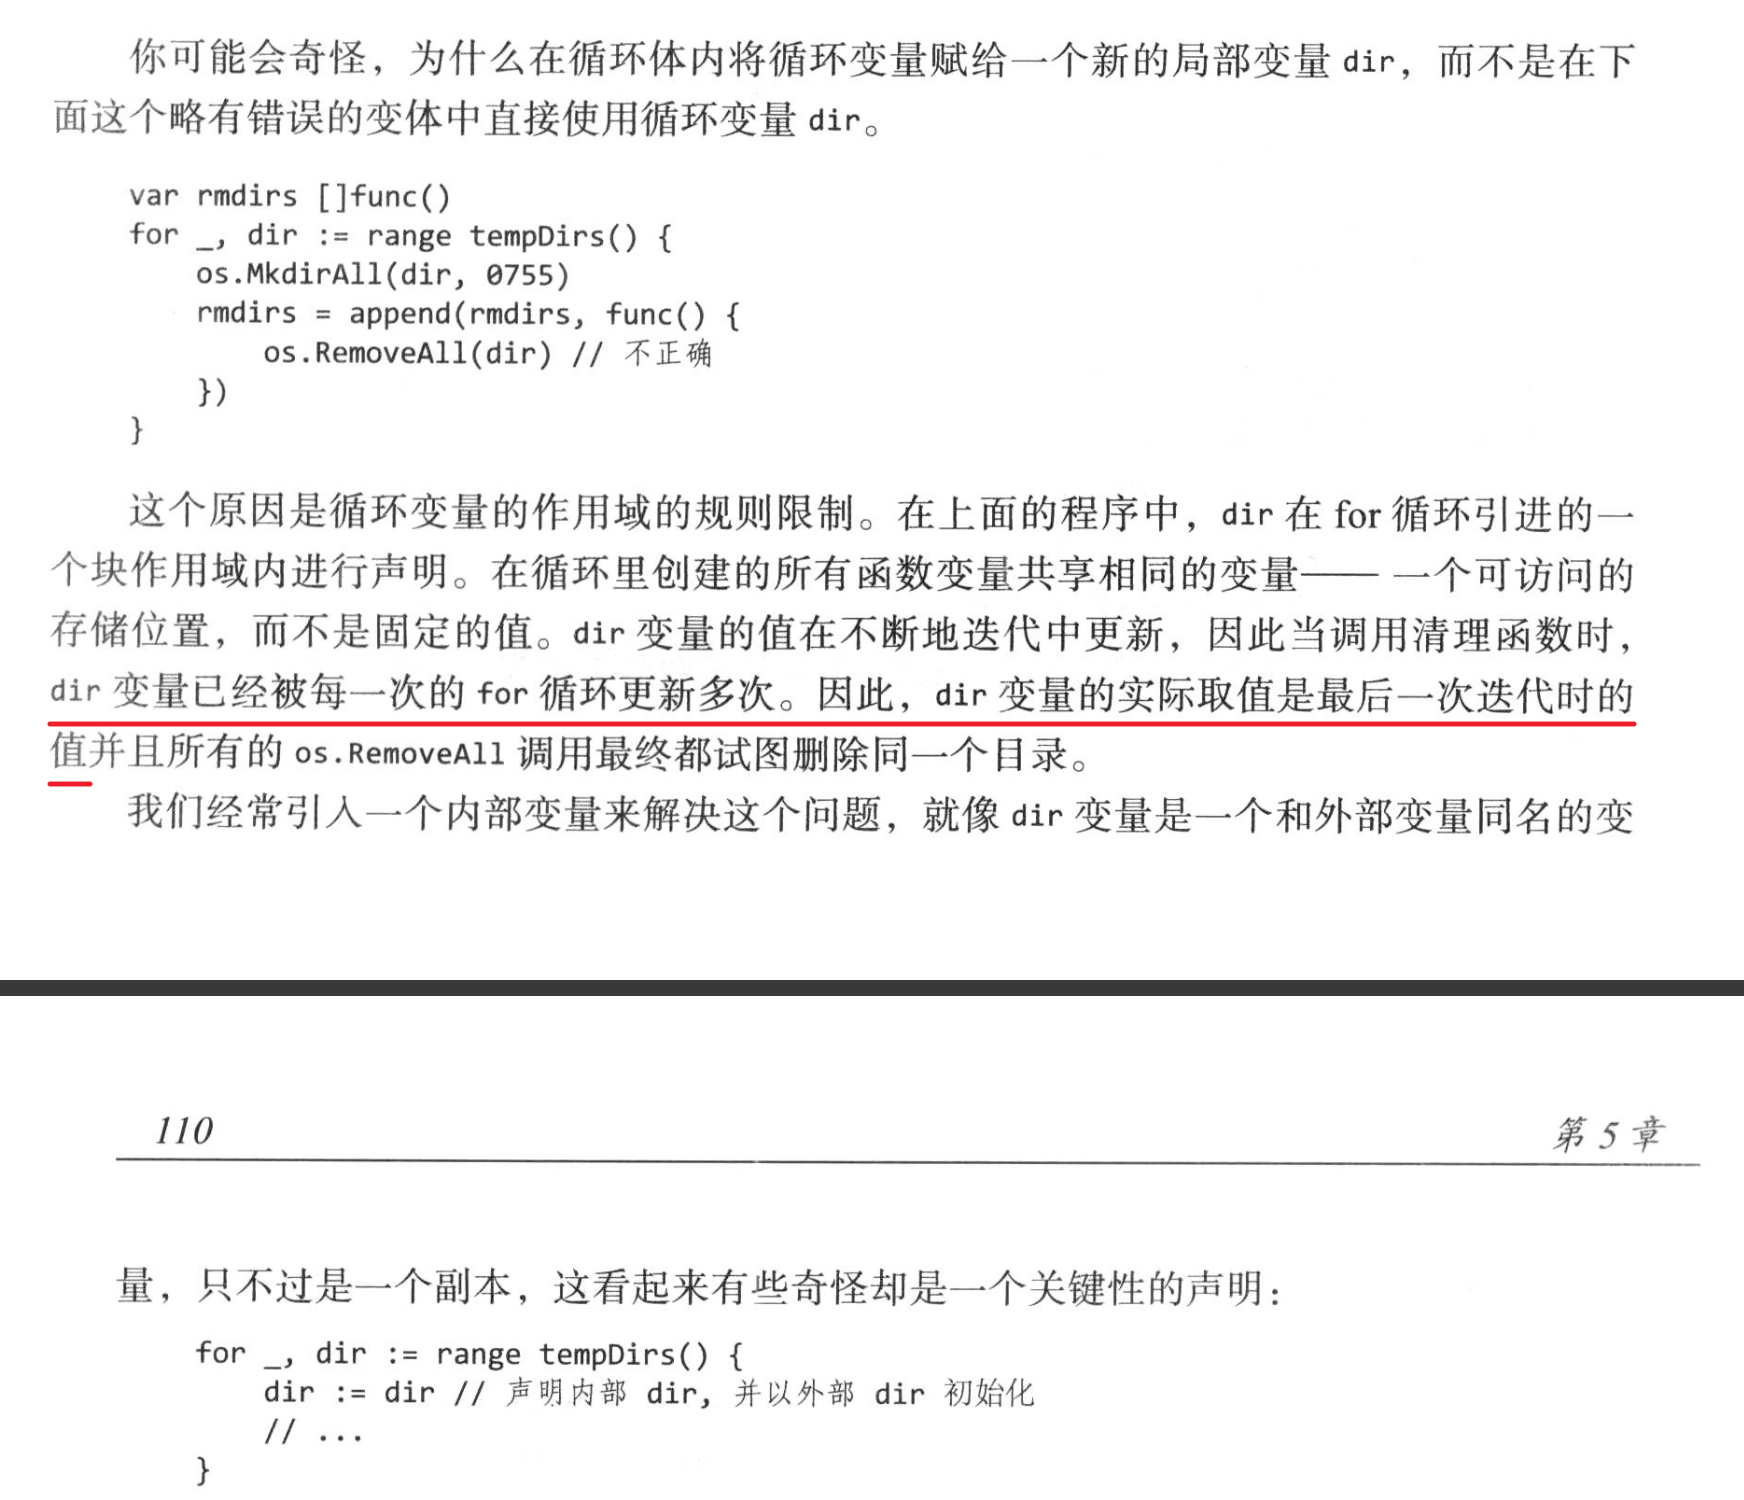 你可能会奇怪，为什么在循环体内将循环变量赋给一个新的局部变量 dir，而不是在下
面这个略有错误的变体中直接使用循环变量 dir。
var rmdirs []func()
for _, dir := range tempDirs() {
os.MkdirAll(dir, 0755)
rmdirs = append(rmdirs, func() {
os.RemoveAll(dir) // 不正确
})
}
这个原因是循环变量的作用域的规则限制。在上面的程序中，dir 在 for 循环引进的一
个块作用域内进行声明。在循环里创建的所有函数变量共享相同的变量—— 一个可访问的
存储位置，而不是固定的值。dir 变量的值在不断地迭代中更新，因此当调用清理函数时，
dir 变量已经被每一次的 for 循环更新多次。因此，dir 变量的实际取值是最后一次迭代时的
值并且所有的 os.RemoveAll 调用最终都试图删除同一个目录。
我们经常引入一个内部变量来解决这个问题，就像 dir 变量是一个和外部变量同名的变
110
第 5 章
量，只不过是一个副本，这看起来有些奇怪却是一个关键性的声明：
for _, dir := range tempDirs() {
dir := dir // 声明内部 dir, 并以外部 dir 初始化
// ...
}